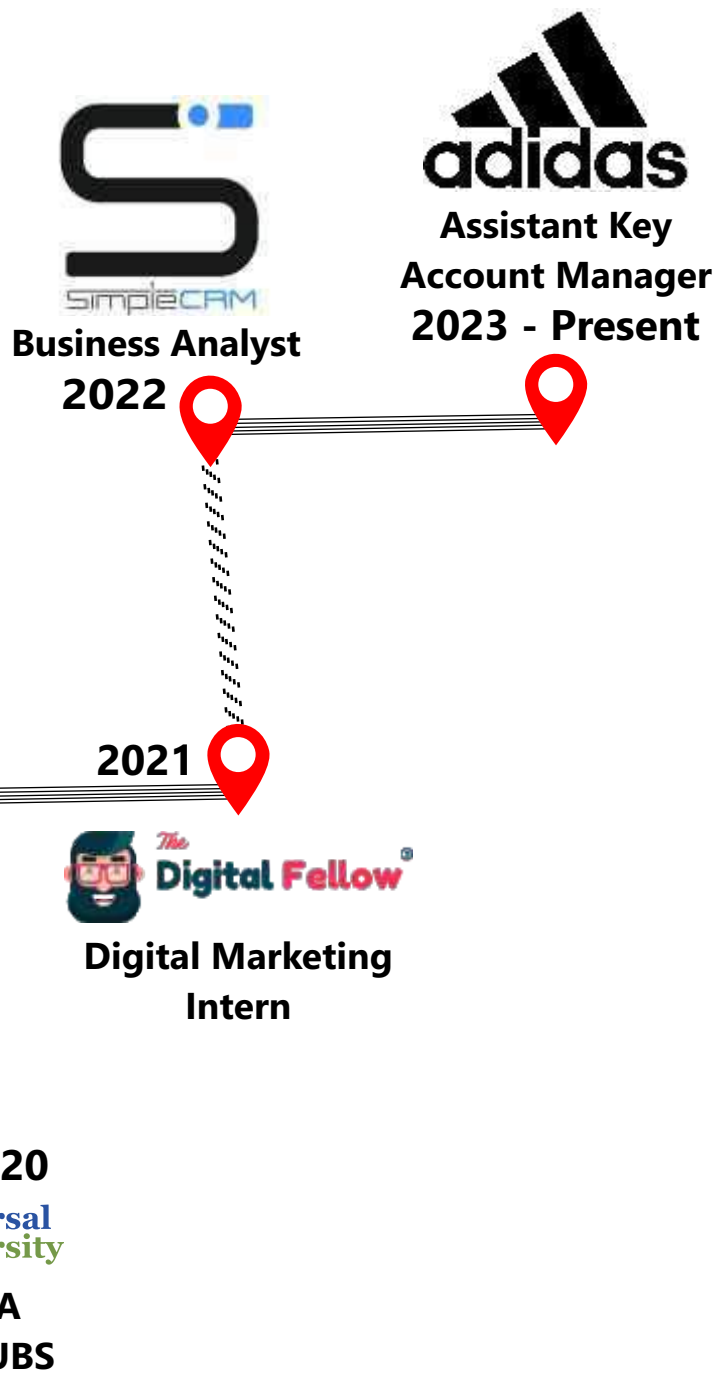 adidas
Assistant Key
Account Manager
2023 - Present
SimpleCRM
Business Analyst
2022
2021
The
Digital Fellow®
Digital Marketing
Intern
20
rsal
rsity
A
UBS